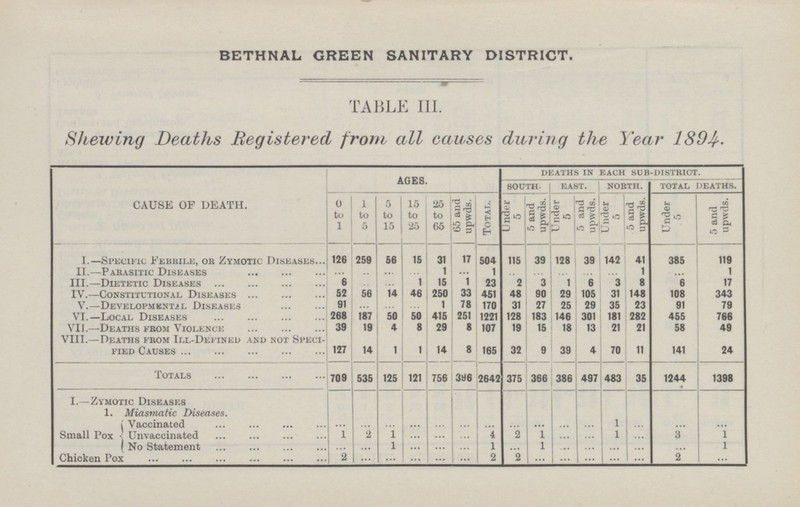 BETHNAL GREEN SANITARY DISTRICT.
TABLE III.
Shewing Deaths Registered from all causes during the Year 1894.
CAUSE OF DEATH. AGES. DEATHS IN EACH SUB-DISTRICT.
SOUTH. EAST. NORTH. TOTAL DEATHS.
0 to 1 1 to 5 5 to 15 15 to 25 25 to 65 65 and upwds. TOTAL. Under 5 5 and upwds. Under 5 5 and upwds. Under 5 5 and upwds. Under 5 5 and upwds.
I.—SPECIFIC FEBRILE, OR ZYMOTIC DISEASES... 126 259 56 15 31 17 504 115 39 128 39 142 41 385 119
II.—PARASITIC DISEASES ... ... ... ... ... ... ... 1 ... 1 ... ... ... ... ... 1 ... 1
III.—DIETETIC DISEASES ... ... ... ... 6 ... ... 1 15 1 23 2 3 1 6 3 8 6 17
IV.—CONSTITUTIONAL DISEASES ... ... ... 52 56 14 46 250 33 451 48 90 29 105 31 148 108 343
V.—DEVELOPMENTAL DISEASES ... ... ... 91 ... ... ... 1 78 170 31 27 25 29 35 23 91 79
VI.—LOCAL DISEASES ... ... ... ... 268 187 50 50 415 251 1221 128 183 146 301 181 282 455 766
VII.—DEATHS FROM VIOLENCE ... ... ... 39 19 4 8 29 8 107 19 15 18 13 21 21 58 49
VIII.—DEATHS FROM ILL-DEFINED AND NOT SPECI-
FIED CAUSES ... ... ... ... ... 127 14 1 1 14 8 165 32 9 39 4 70 11 141 24
TOTALS ... ... ... ... 709 535 125 121 756 396 2642 375 366 386 497 483 35 1244 1398
I.—ZYMOTIC DISEASES
1. Miasmatic Diseases.
Vaccinated ... ... ... ... ... ... ... ... ... ... ... ... ... ... ... 1 ... ... ...
Small Pox Unvaccinated ... ... ... ... 1 2 1 ... ... ... 4 2 1 ... ... 1 ... 3 1
No Statement ... ... ... ... ... ... 1 ... ... ... 1 ... 1 ... ... ... ... ... 1
Chicken Pox ... ... ... ... ... ... 2 ... ... ... ... ... 2 2 ... ... ... ... ... 2 ...